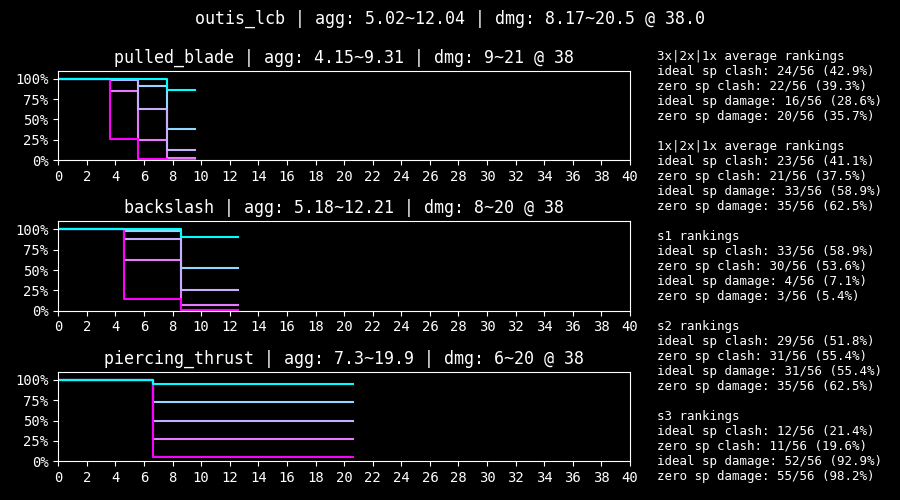 outis_lcb | agg: 5.02~12.04 | dmg: 8.17~20.5 @ 38.0
pulled_blade | agg: 4.15~9.31 | dmg: 9~21 @ 38
100%
75%
50%
25%
0%
0 2 4 6 8 10 12 14 16 18 20 22 24 26 28 30 32 34 36 38 40
backslash | agg: 5.18~12.21 | dmg: 8~20 @ 38
100%
75%
50%
25%
0%
0 2 4 6 8 10 12 14 16 18 20 22 24 26 28 30 32 34 36 38 40
piercing_thrust | agg: 7.3~19.9 | dmg: 6~20 @ 38
100%
75%
50%
25%
0%
0 2 4 6 8 10 12 14 16 18 20 22 24 26 28 30 32 34 36 38 40
3x|2x|1x average rankings
ideal sp clash: 24/56 (42.9%)
zero sp clash: 22/56 (39.3%)
ideal sp damage: 16/56 (28.6%)
zero sp damage: 20/56 (35.7%)
1x|2x|1x average rankings
ideal sp clash: 23/56 (41.1%)
zero sp clash: 21/56 (37.5%)
ideal sp damage: 33/56 (58.9%)
zero sp damage: 35/56 (62.5%)
s1 rankings
ideal sp clash: 33/56 (58.9%)
zero sp clash: 30/56 (53.6%)
ideal sp damage: 4/56 (7.1%)
zero sp damage: 3/56 (5.4%)
s2 rankings
ideal sp clash: 29/56 (51.8%)
zero sp clash: 31/56 (55.4%)
ideal sp damage: 31/56 (55.4%)
zero sp damage: 35/56 (62.5%)
s3 rankings
ideal sp clash: 12/56 (21.4%)
zero sp clash: 11/56 (19.6%)
ideal sp damage: 52/56 (92.9%)
zero sp damage: 55/56 (98.2%)